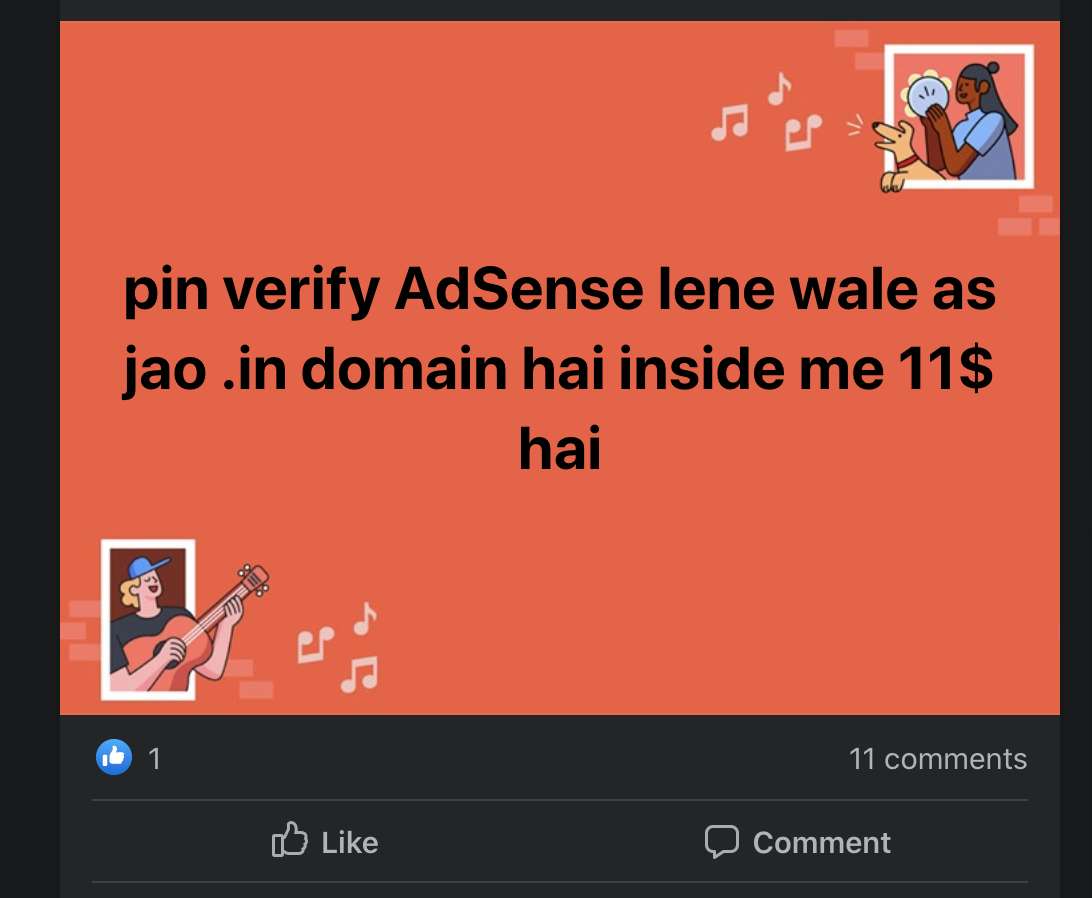 pin verify AdSense lene wale as
jao .in domain hai inside me 11$
hai
1
11 comments
Like
Comment